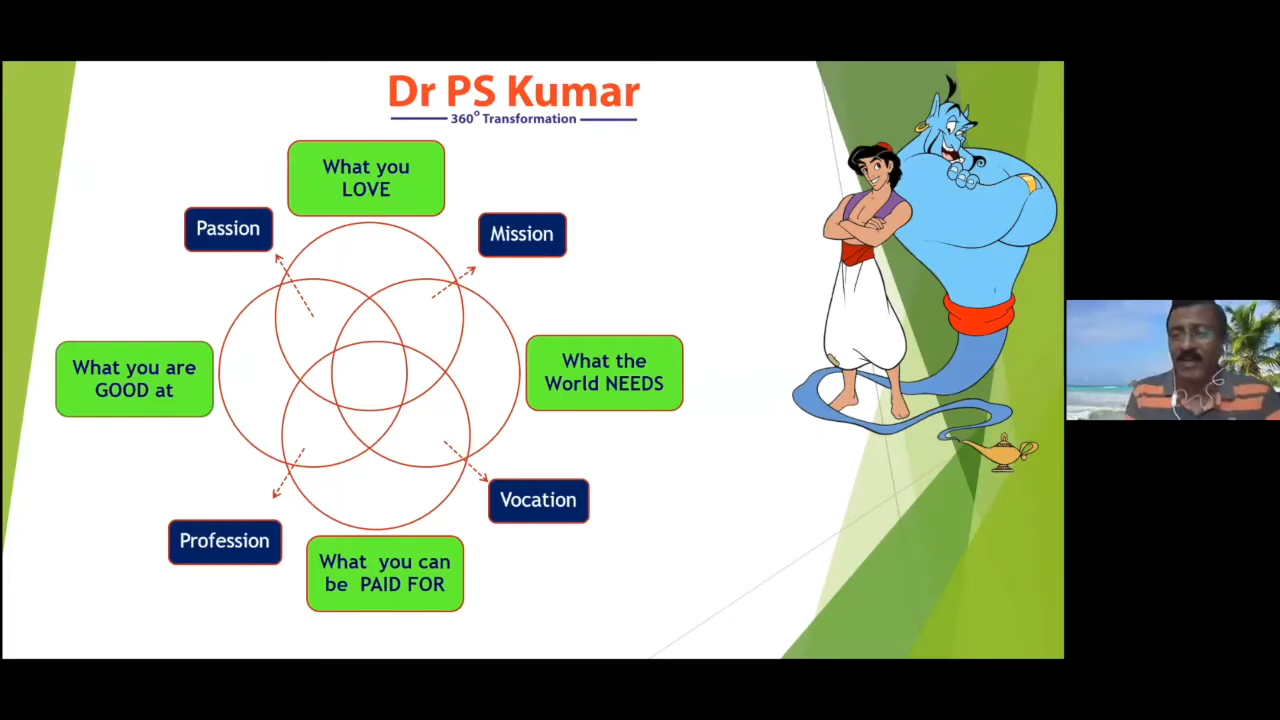 Dr PS Kumar
360° Transformation
What you
LOVE
Passion
Mission
What you are
GOOD at
What the
World NEEDS
Vocation
Profession
What you can
be PAID FOR